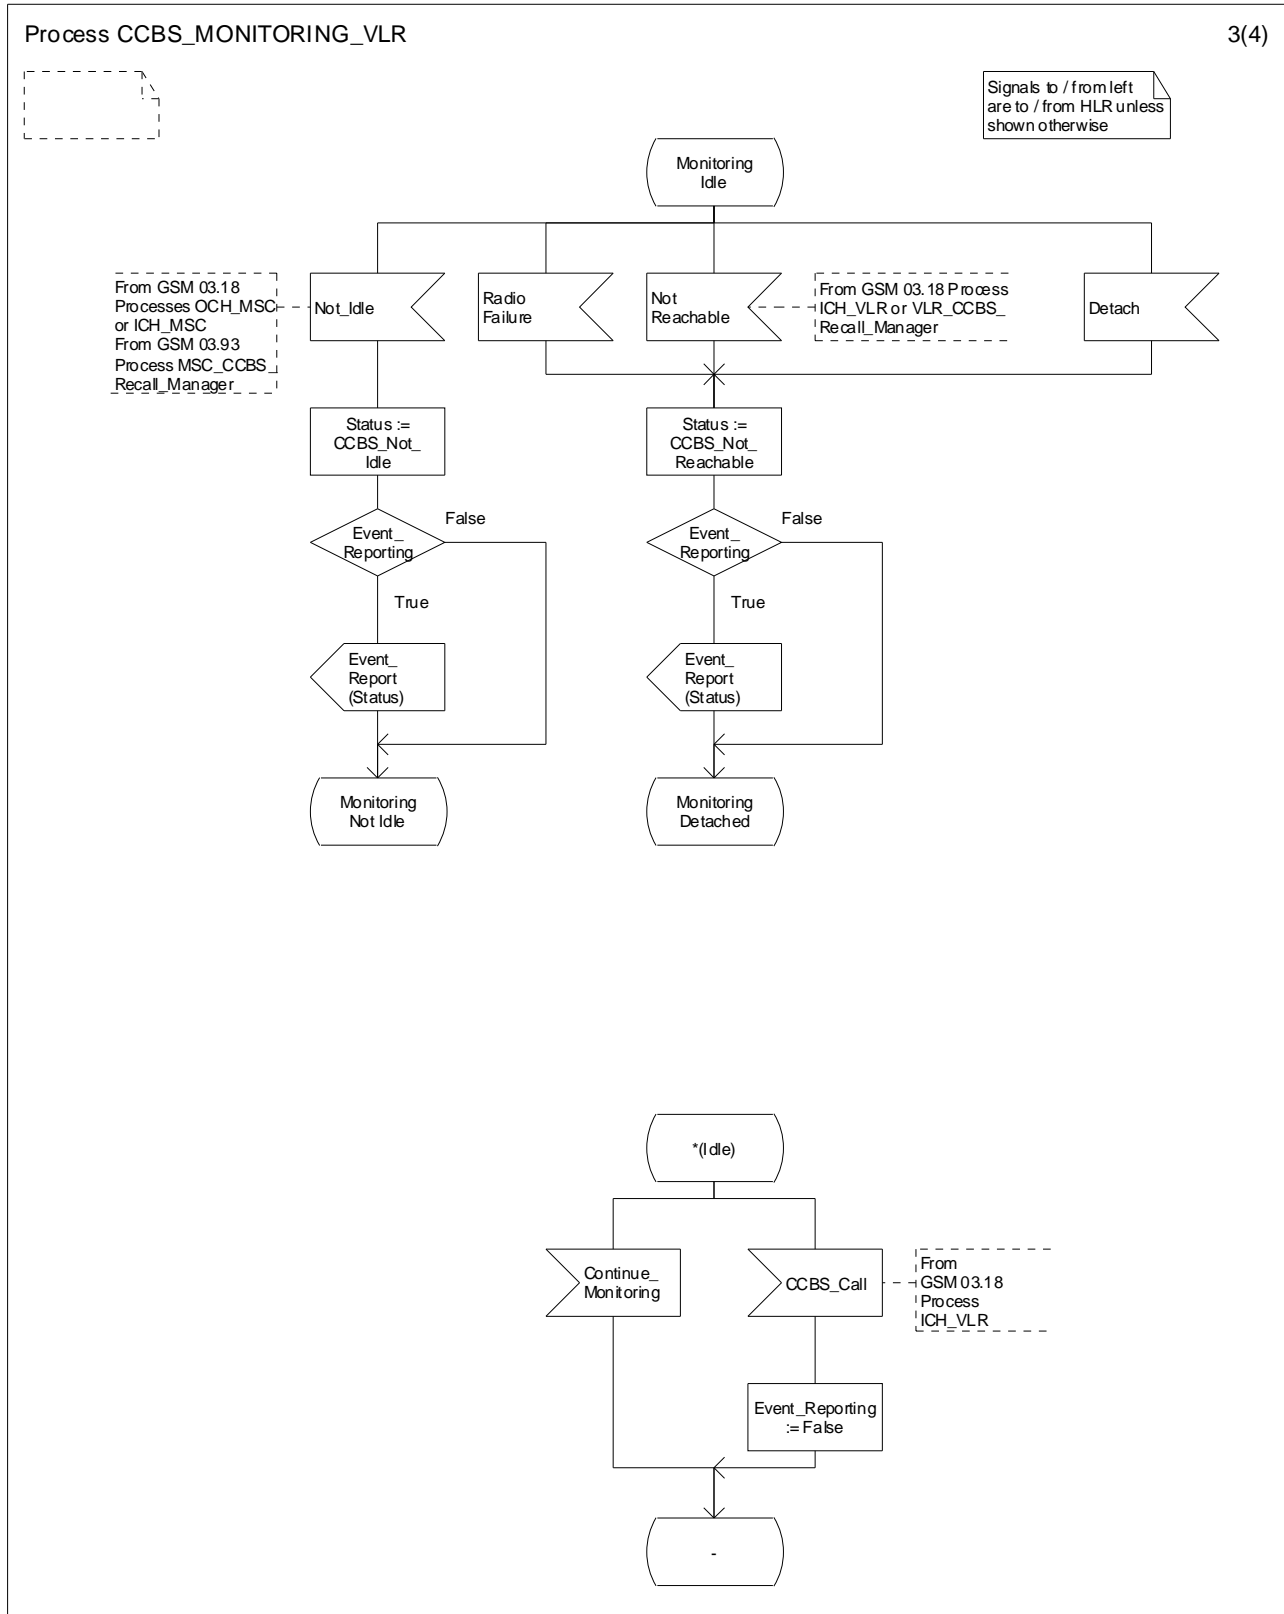 Process CCBS_MONITORING_VLR
3(4)
Signals to / from left
are to / from HLR unless
shown otherwise
Monitoring
Idle
From GSM 03.18
Processes OCH_MSC
or ICH_MSC
From GSM 03.93
Process MSC_CCBS_
Recall_Manager
Not_Idle
Radio
Failure
Not
Reachable
From GSM 03.18 Process
ICH_VLR or VLR_CCBS_
Recall_Manager
Detach
Status :=
CCBS_Not_
Idle
Status :=
CCBS_Not_
Reachable
Event_
Reporting
False
True
Event_
Reporting
False
True
Event_
Report
(Status)
Event_
Report
(Status)
Monitoring
Not Idle
Monitoring
Detached
*(Idle)
Continue_
Monitoring
CCBS_Call
From
GSM 03.18
Process
ICH_VLR
Event_Reporting
:= False
-